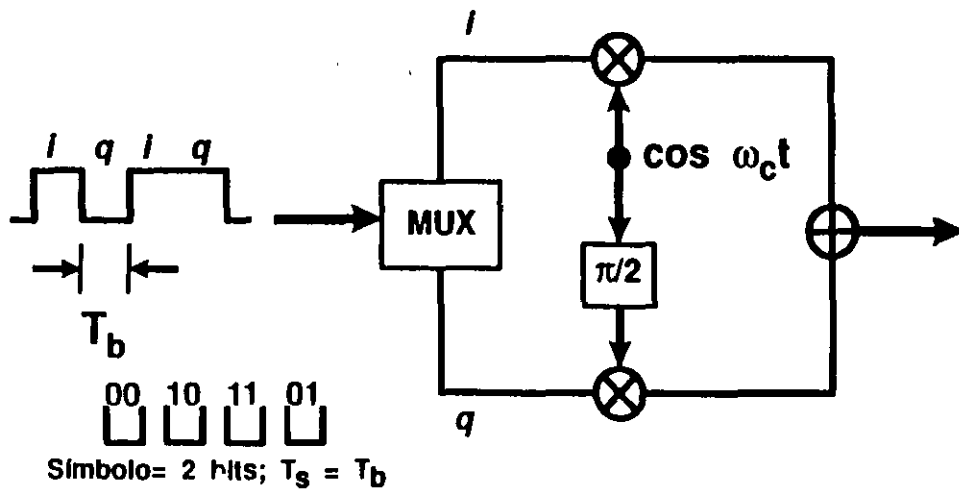 i
i q i q
cos ω_c t
MUX
π/2
T_b
00 10 11 01
q
Símbolo= 2 bits; T_s = T_b